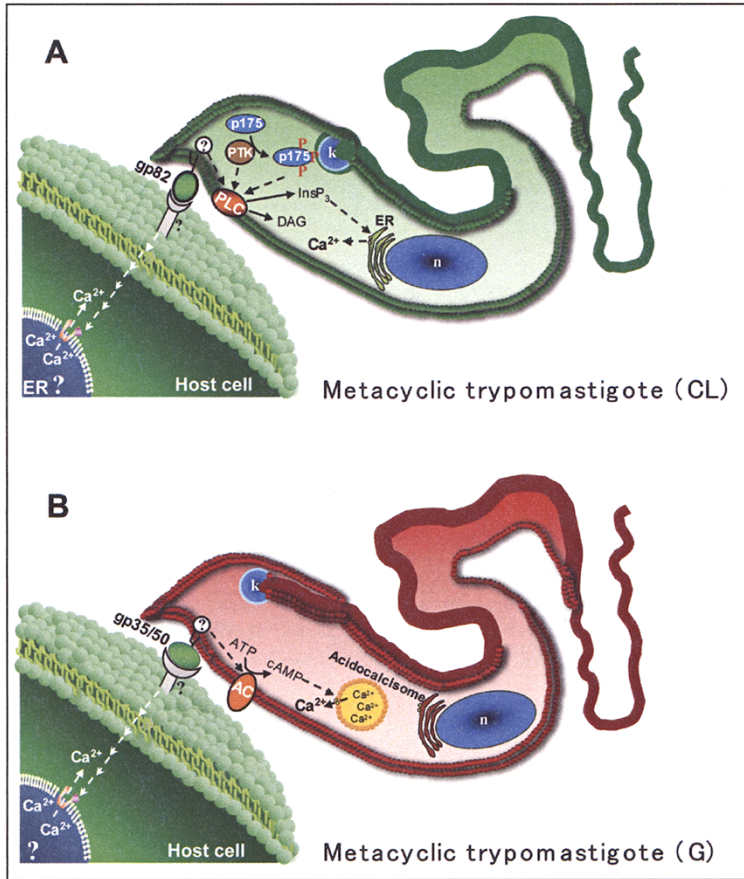 A
p175
?
PTK
p175
P
P
P
k
gp82
PLC
InsP₃
DAG
ER
Ca²⁺
n
?
Ca²⁺
Ca²⁺
Ca²⁺
ER ?
Host cell
Metacyclic trypomastigote (CL)
B
k
gp35/50
?
ATP
cAMP
Acidocalcisome
AC
Ca²⁺
Ca²⁺
Ca²⁺
Ca²⁺
n
?
Ca²⁺
Ca²⁺
Ca²⁺
?
Host cell
Metacyclic trypomastigote (G)